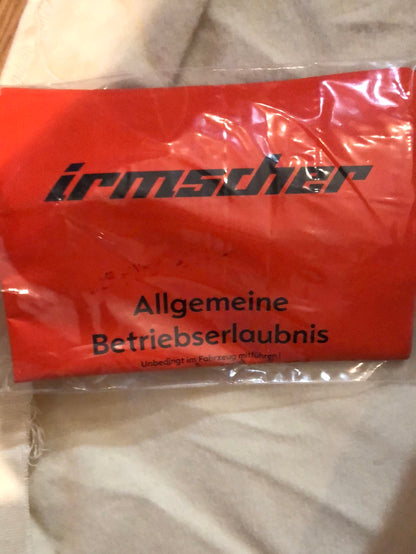 irmscher
Allgemeine
Betriebserlaubnis
Unbedingt im Fahrzeug mitführen!